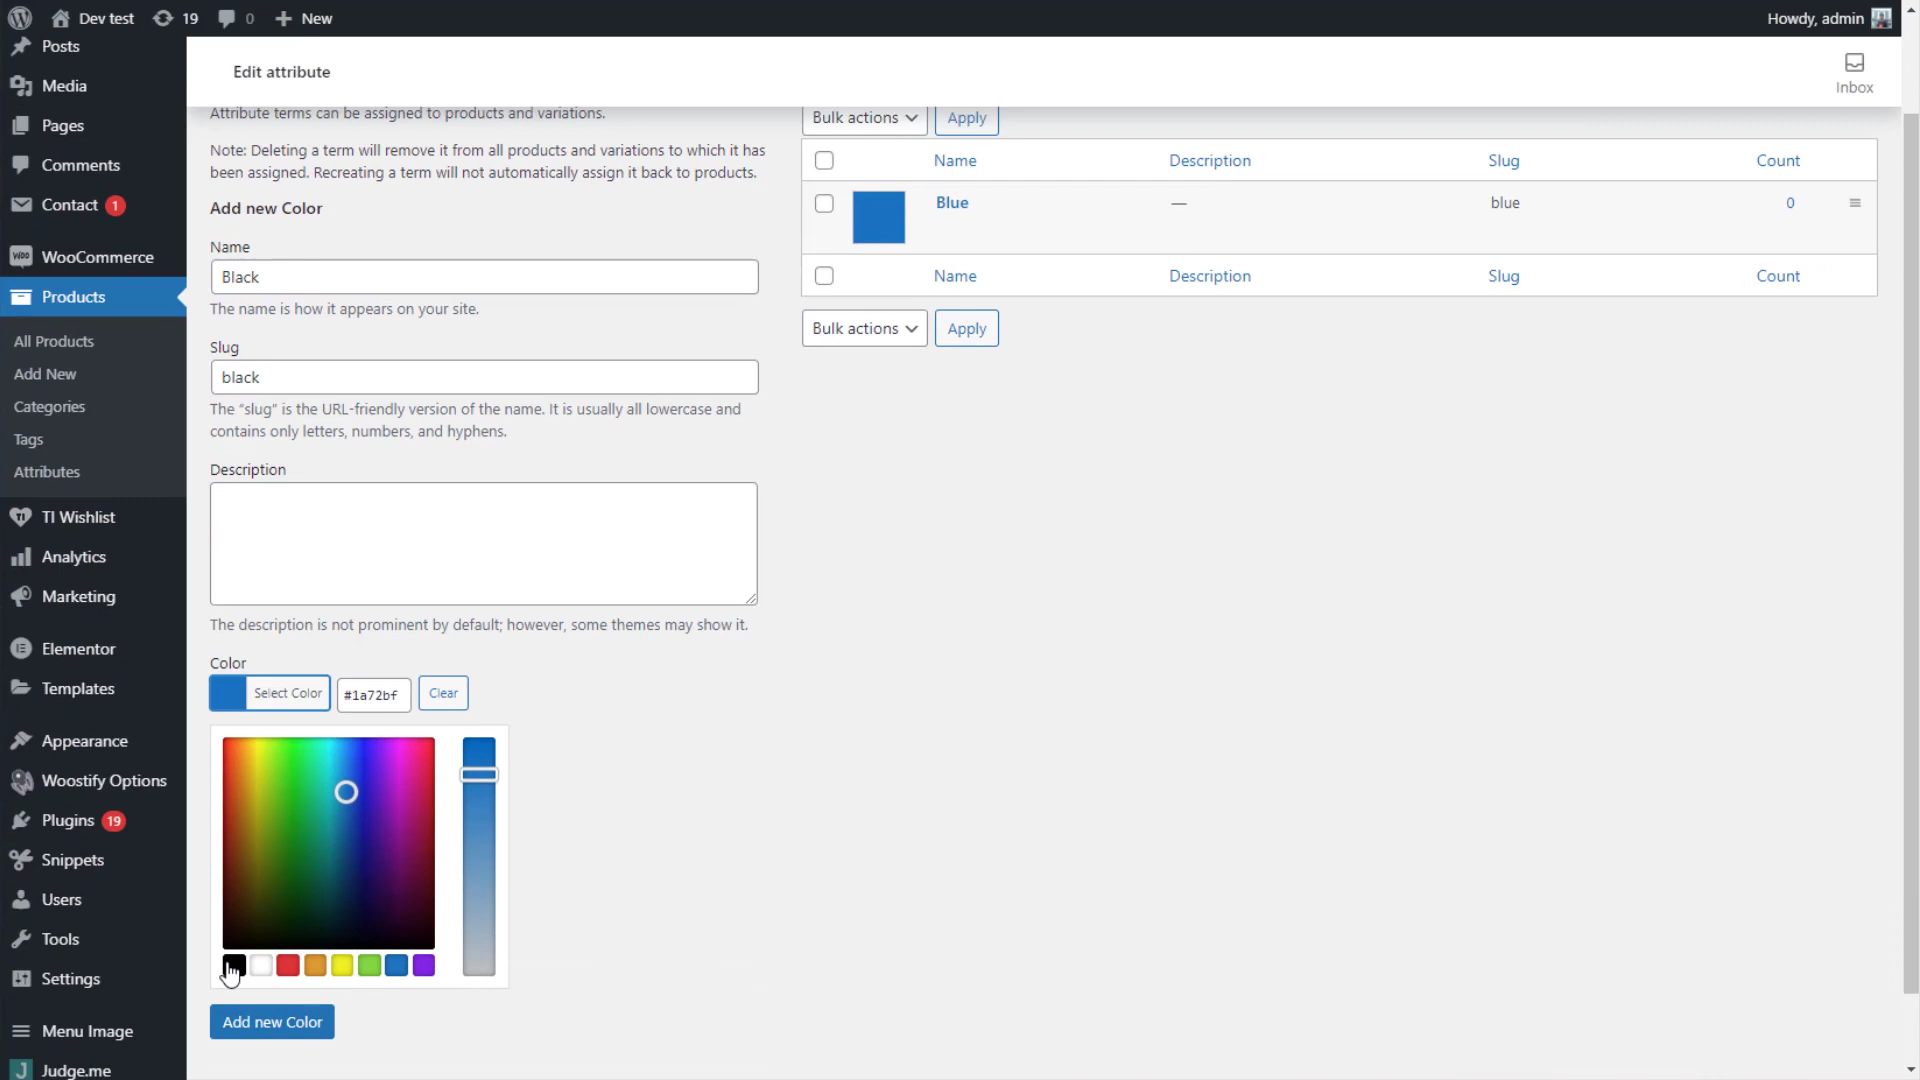 Dev test
19
0
New
Howdy, admin
Posts
Media
Pages
Comments
Contact 1
WooCommerce
Products
All Products
Add New
Categories
Tags
Attributes
TI Wishlist
Analytics
Marketing
Elementor
Templates
Appearance
Woostify Options
Plugins 19
Snippets
Users
Tools
Settings
Menu Image
Judge.me
Edit attribute
Inbox
Attribute terms can be assigned to products and variations.
Note: Deleting a term will remove it from all products and variations to which it has
been assigned. Recreating a term will not automatically assign it back to products.
Add new Color
Name
Black
The name is how it appears on your site.
Slug
black
The “slug” is the URL-friendly version of the name. It is usually all lowercase and
contains only letters, numbers, and hyphens.
Description
The description is not prominent by default; however, some themes may show it.
Color
Select Color #1a72bf Clear
Add new Color
Bulk actions Apply
Name Description Slug Count
Blue — blue 0
Name Description Slug Count
Bulk actions Apply